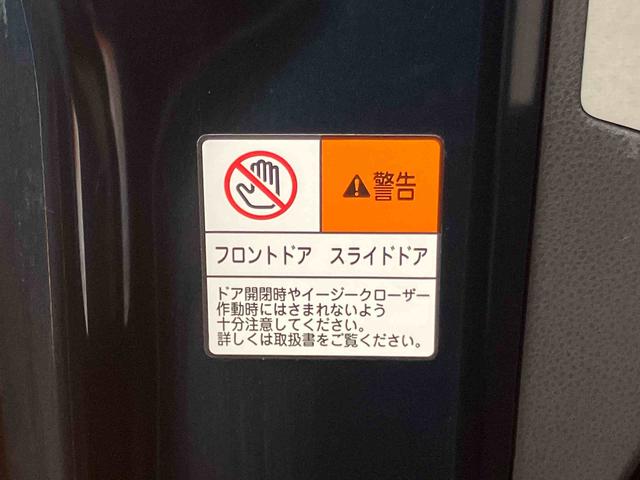 警告
フロントドア スライドドア
ドア開閉時やイージークローザー
作動時にはさまれないよう
十分注意してください。
詳しくは取扱書をご覧ください。